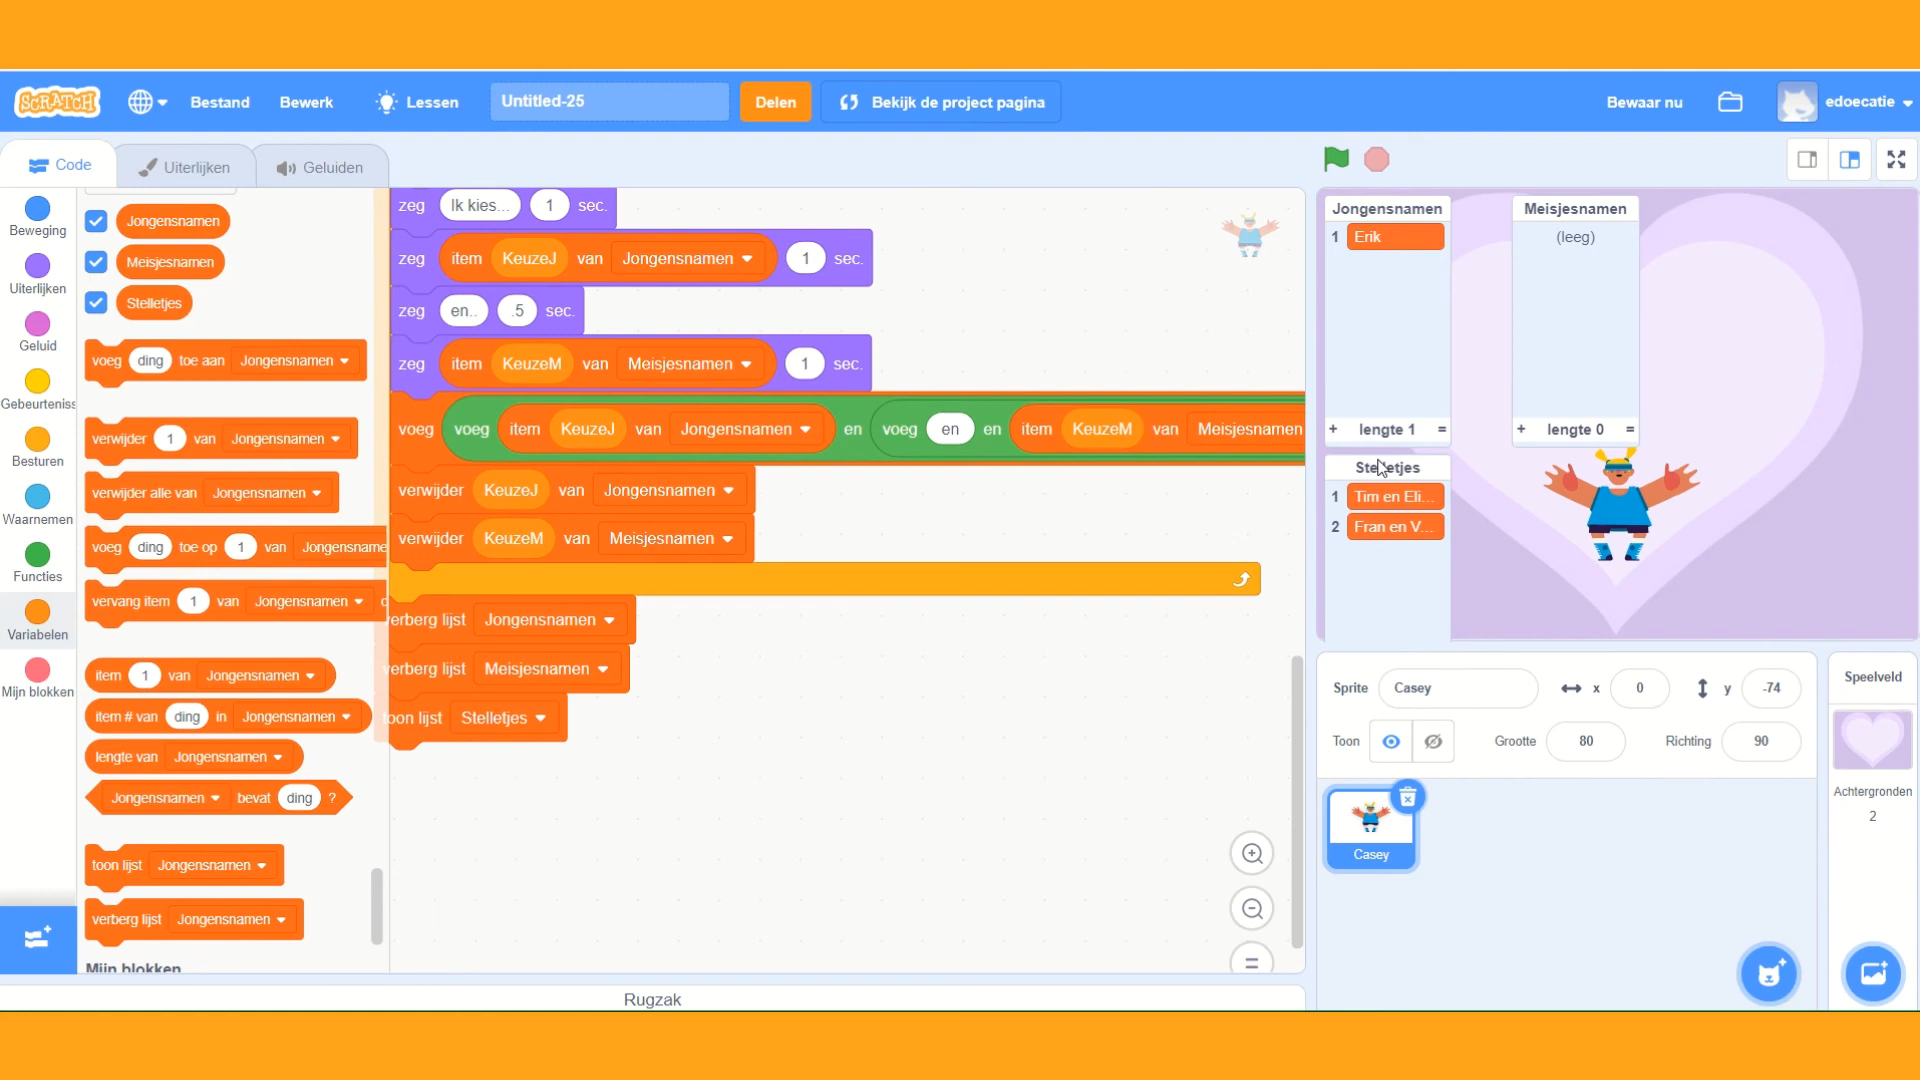 SCRATCH Bestand Bewerk Lessen Untitled-25 Delen Bekijk de project pagina Bewaar nu edoecatie
Code Uiterlijken Geluiden
Beweging
Uiterlijken
Geluid
Gebeurteniss
Besturen
Waarnemen
Functies
Variabelen
Mijn blokken
Jongensnamen
Meisjesnamen
Stelletjes
voeg ding toe aan Jongensnamen
verwijder 1 van Jongensnamen
verwijder alle van Jongensnamen
voeg ding toe op 1 van Jongensname
vervang item 1 van Jongensnamen
item 1 van Jongensnamen
item # van ding in Jongensnamen
lengte van Jongensnamen
Jongensnamen bevat ding ?
toon lijst Jongensnamen
verberg lijst Jongensnamen
Mijn blokken
zeg Ik kies... 1 sec.
zeg item KeuzeJ van Jongensnamen 1 sec.
zeg en.. .5 sec.
zeg item KeuzeM van Meisjesnamen 1 sec.
voeg voeg item KeuzeJ van Jongensnamen en voeg en en item KeuzeM van Meisjesnamen
verwijder KeuzeJ van Jongensnamen
verwijder KeuzeM van Meisjesnamen
verberg lijst Jongensnamen
verberg lijst Meisjesnamen
toon lijst Stelletjes
Rugzak
Jongensnamen
1 Erik
+ lengte 1 =
Meisjesnamen
(leeg)
+ lengte 0 =
Stelletjes
1 Tim en Eli...
2 Fran en V...
Sprite Casey x 0 y -74
Toon Grootte 80 Richting 90
Casey
Speelveld
Achtergronden
2